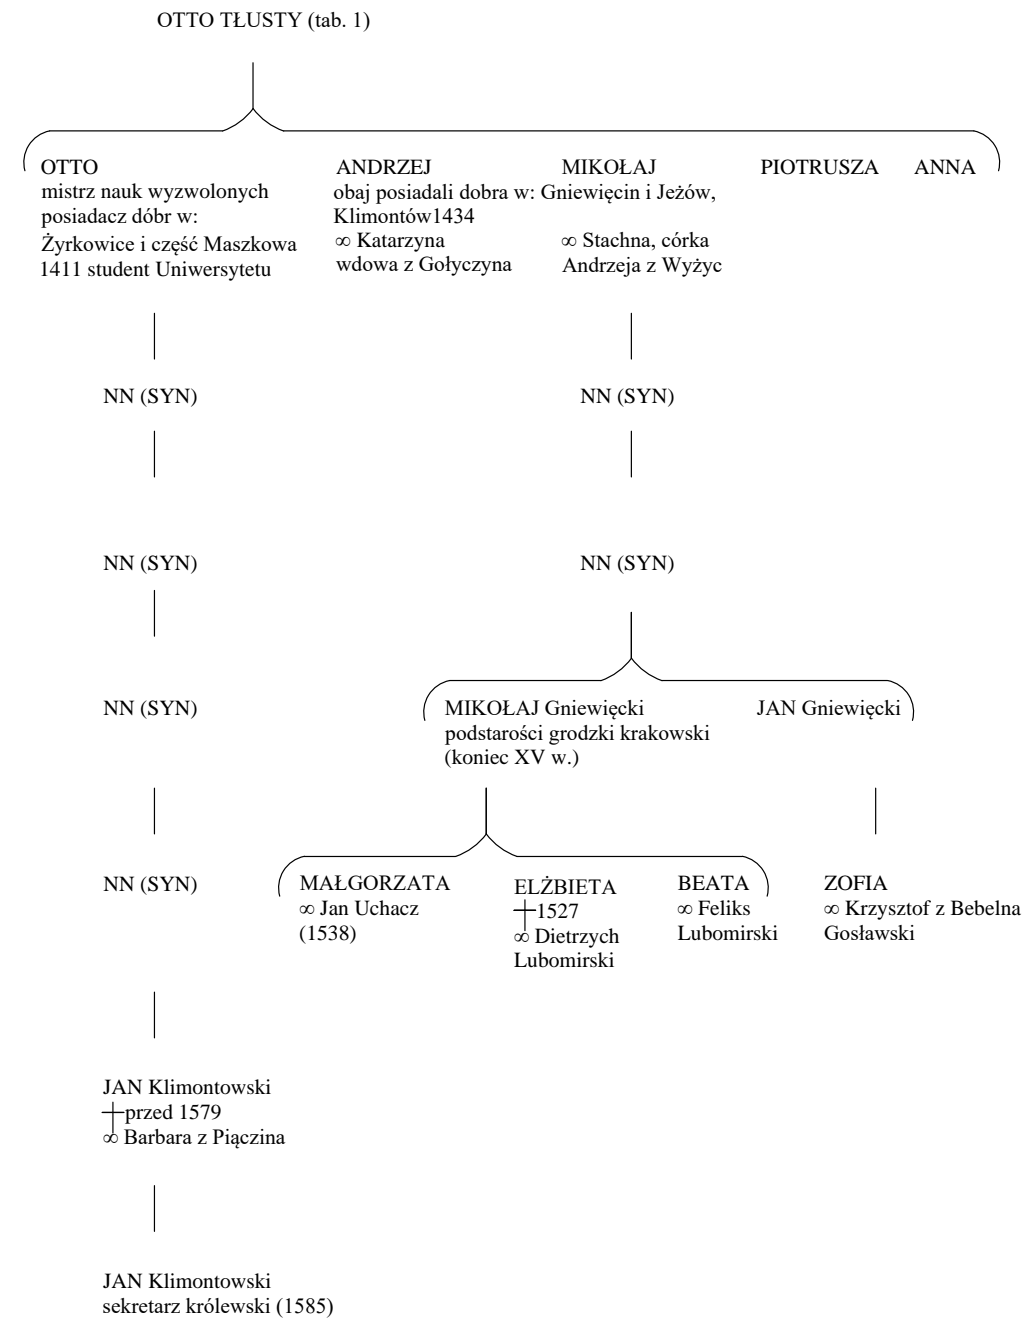 OTTO TŁUSTY (tab. 1)
OTTO
mistrz nauk wyzwolonych
posiadacz dóbr w:
Żyrkowice i część Maszkowa
1411 student Uniwersytetu
ANDRZEJ MIKOŁAJ
obaj posiadali dobra w: Gniewięcin i Jeżów,
Klimontów1434
∞ Katarzyna
wdowa z Gołyczyna
∞ Stachna, córka
Andrzeja z Wyżyc
PIOTRUSZA
ANNA
NN (SYN)
NN (SYN)
NN (SYN)
NN (SYN)
NN (SYN)
MIKOŁAJ Gniewięcki
podstarości grodzki krakowski
(koniec XV w.)
JAN Gniewięcki
NN (SYN)
MAŁGORZATA
∞ Jan Uchacz
(1538)
ELŻBIETA
†1527
∞ Dietrzych
Lubomirski
BEATA
∞ Feliks
Lubomirski
ZOFIA
∞ Krzysztof z Bebelna
Gosławski
JAN Klimontowski
†przed 1579
∞ Barbara z Piączina
JAN Klimontowski
sekretarz królewski (1585)